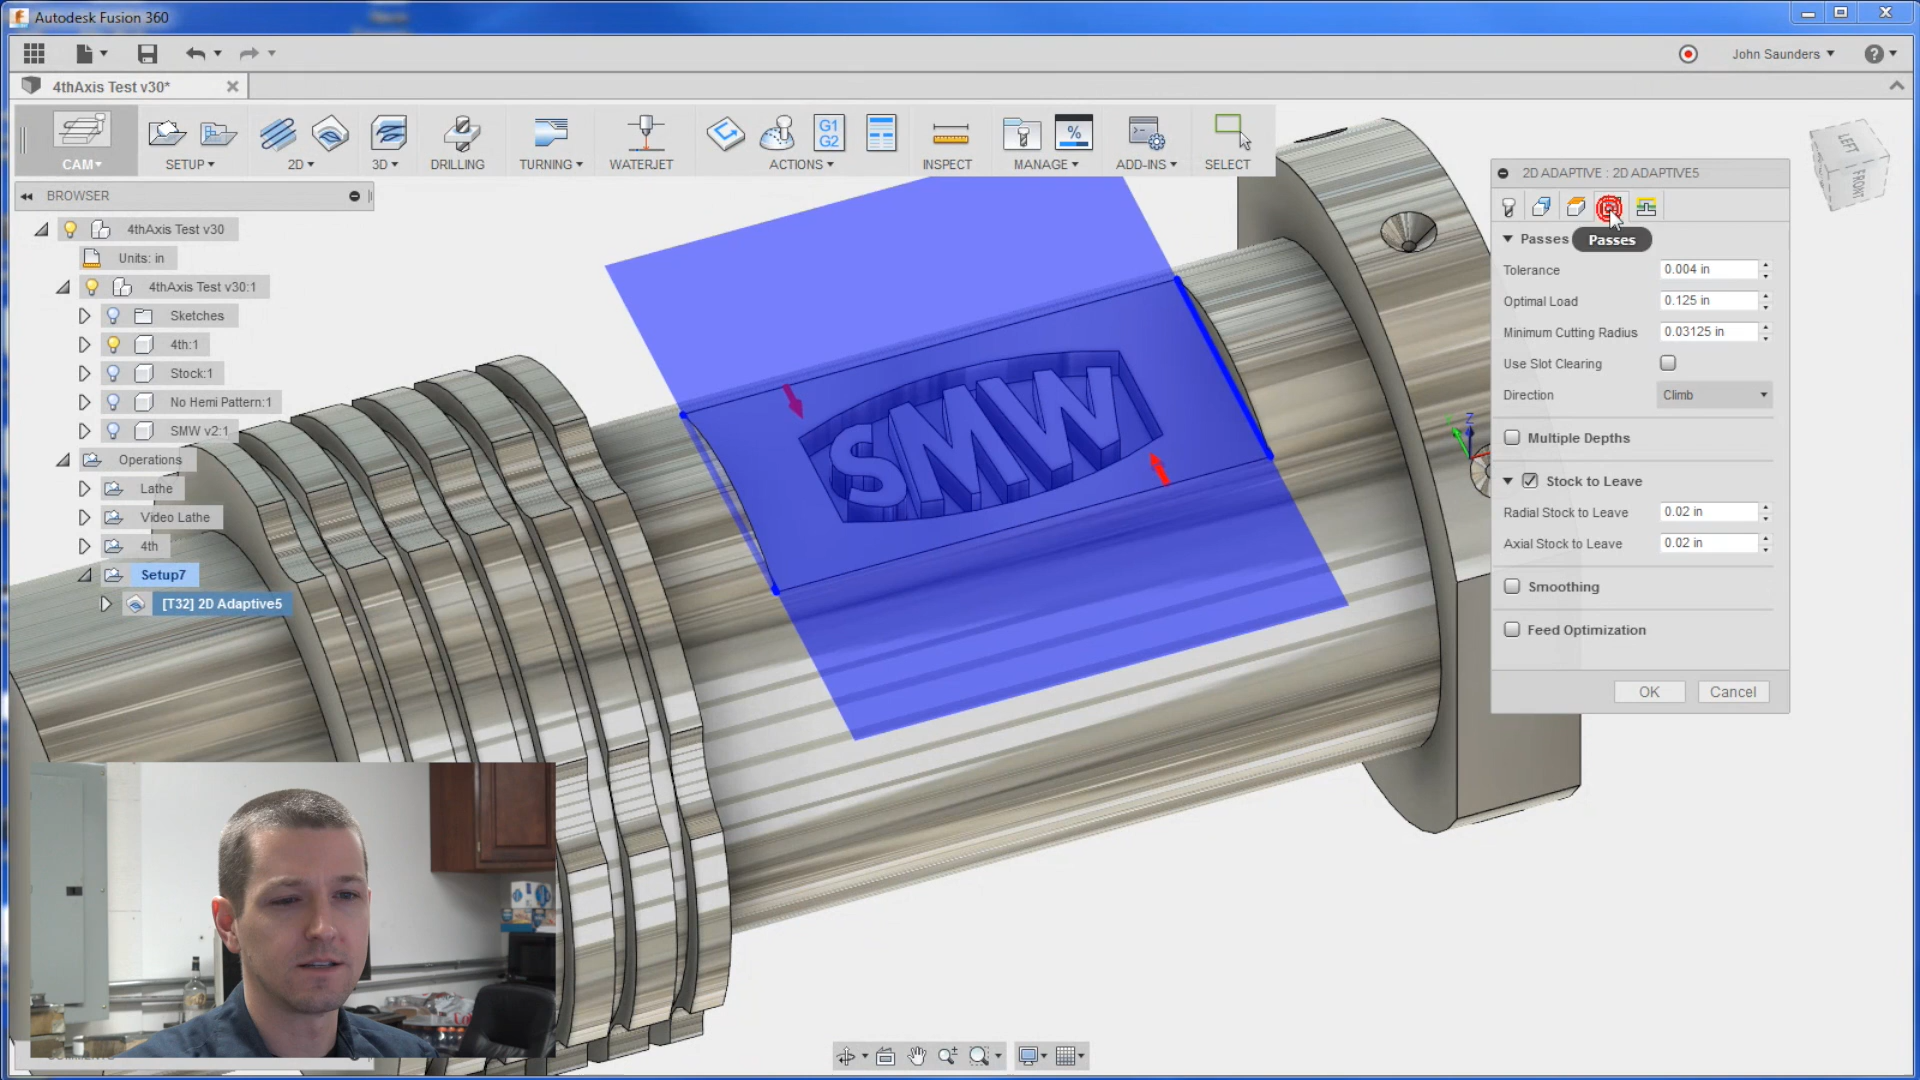 Autodesk Fusion 360
John Saunders
4thAxis Test v30*
CAM
SETUP
2D
3D
DRILLING
TURNING
WATERJET
G1
G2
ACTIONS
INSPECT
%
MANAGE
ADD-INS
SELECT
BROWSER
4thAxis Test v30
Units: in
4thAxis Test v30:1
Sketches
4th:1
Stock:1
No Hemi Pattern:1
SMW v2:1
Operations
Lathe
Video Lathe
4th
Setup7
[T32] 2D Adaptive5
SMW
LEFT
FRONT
Z
2D ADAPTIVE : 2D ADAPTIVE5
Passes
Passes
Tolerance 0.004 in
Optimal Load 0.125 in
Minimum Cutting Radius 0.03125 in
Use Slot Clearing
Direction Climb
Multiple Depths
Stock to Leave
Radial Stock to Leave 0.02 in
Axial Stock to Leave 0.02 in
Smoothing
Feed Optimization
OK Cancel